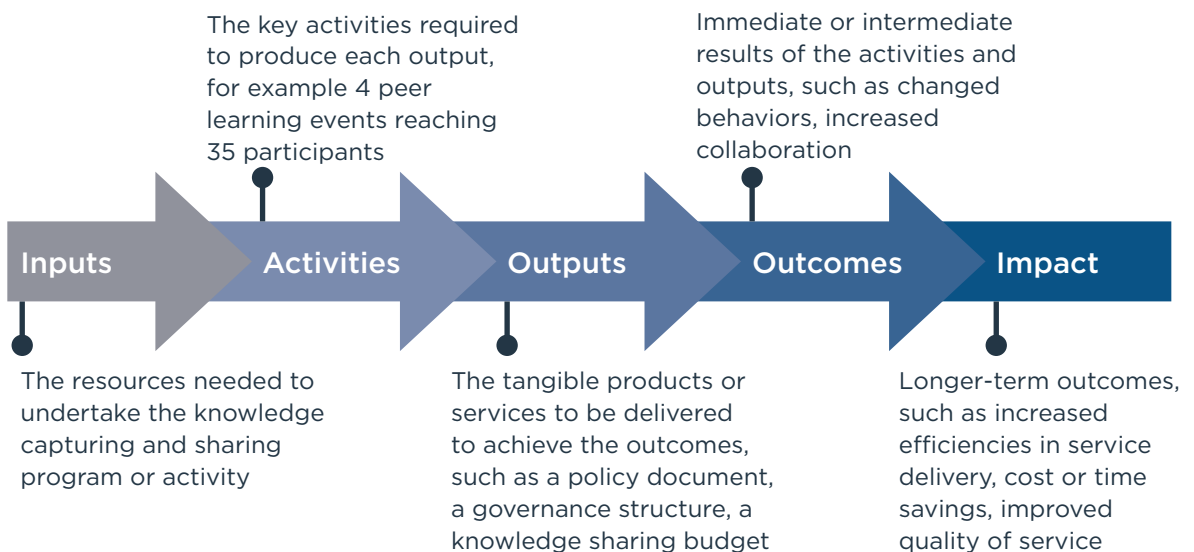 The key activities required
to produce each output,
for example 4 peer
learning events reaching
35 participants
Immediate or intermediate
results of the activities and
outputs, such as changed
behaviors, increased
collaboration
Inputs
Activities
Outputs
Outcomes
Impact
The resources needed to
undertake the knowledge
capturing and sharing
program or activity
The tangible products or
services to be delivered
to achieve the outcomes,
such as a policy document,
a governance structure, a
knowledge sharing budget
Longer-term outcomes,
such as increased
efficiencies in service
delivery, cost or time
savings, improved
quality of service